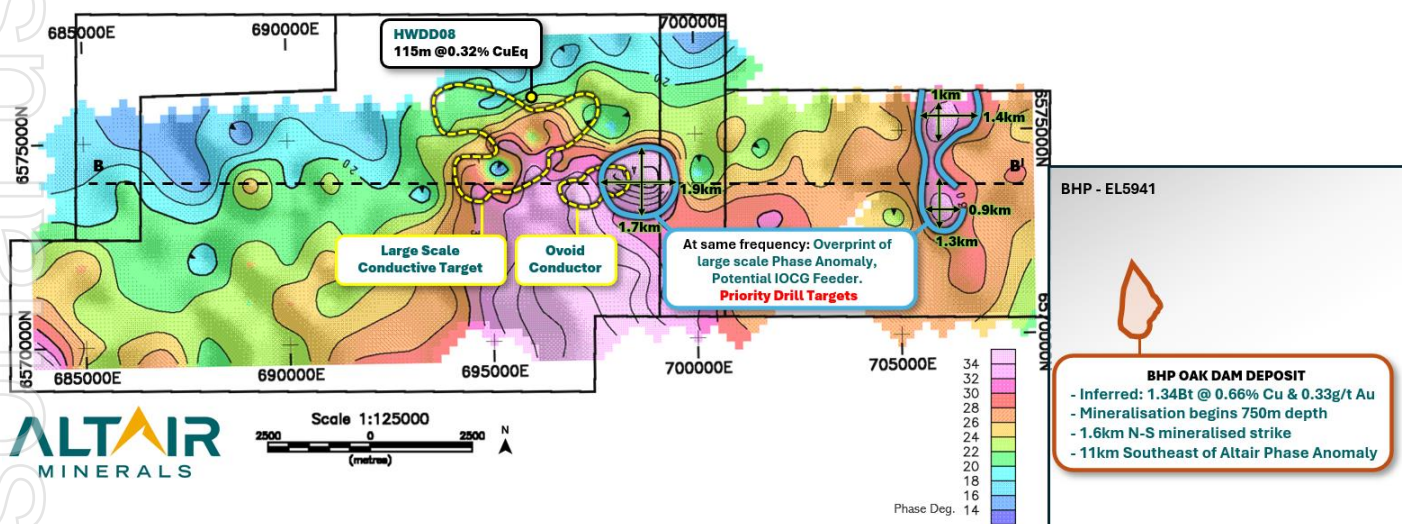 685000E
690000E
700000E
HWDD08
115m @0.32% CuEq
0.2
1km
1.4km
6575000N
6575000N
B
0.2
B'
1.9km
0.9km
1.7km
1.3km
Large Scale
Conductive Target
Ovoid
Conductor
At same frequency: Overprint of
large scale Phase Anomaly,
Potential IOCG Feeder.
Priority Drill Targets
BHP - EL5941
6570000N
6570000N
685000E
690000E
695000E
700000E
705000E
BHP OAK DAM DEPOSIT
- Inferred: 1.34Bt @ 0.66% Cu & 0.33g/t Au
- Mineralisation begins 750m depth
- 1.6km N-S mineralised strike
- 11km Southeast of Altair Phase Anomaly
ALTAIR
MINERALS
Scale 1:125000
2500 0 2500
(metres)
N
34
32
30
28
26
24
22
20
18
16
Phase Deg. 14